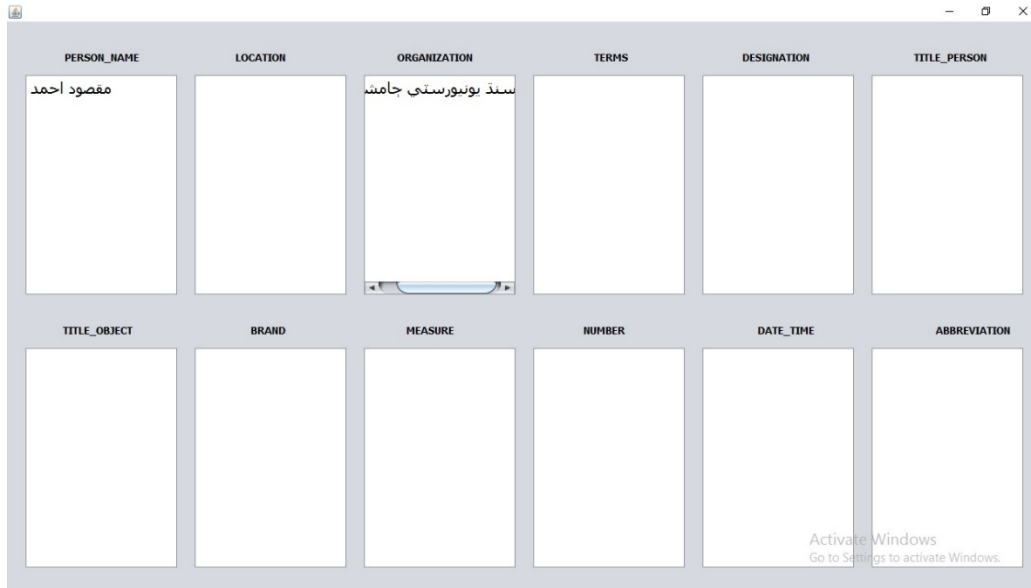 PERSON_NAME LOCATION ORGANIZATION TERMS DESIGNATION TITLE_PERSON
مقصود احمد
سنڌ يونيورسٽي
TITLE_OBJECT BRAND MEASURE NUMBER DATE_TIME ABBREVIATION
Activate Windows
Go to Settings to activate Windows.